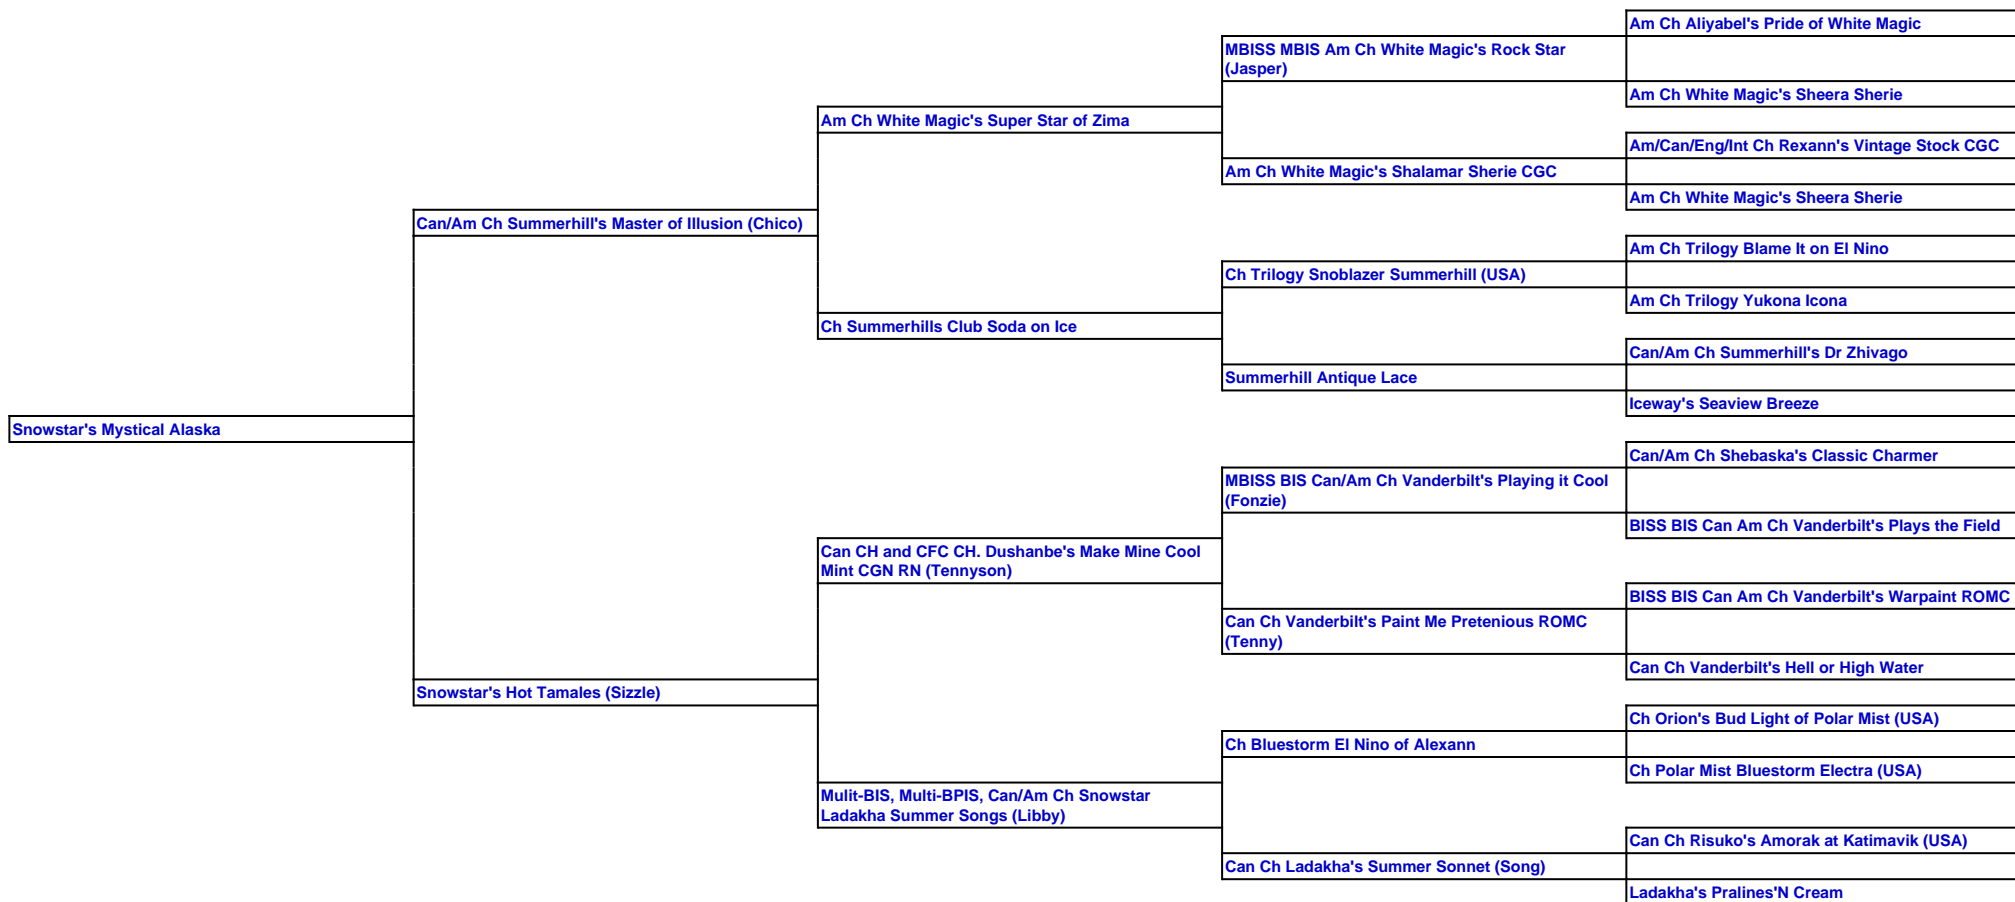 Am Ch Aliyabel's Pride of White Magic
MBISS MBIS Am Ch White Magic's Rock Star
(Jasper)
Am Ch White Magic's Sheera Sherie
Am Ch White Magic's Super Star of Zima
Am/Can/Eng/Int Ch Rexann's Vintage Stock CGC
Am Ch White Magic's Shalamar Sherie CGC
Am Ch White Magic's Sheera Sherie
Can/Am Ch Summerhill's Master of Illusion (Chico)
Am Ch Trilogy Blame It on El Nino
Ch Trilogy Snoblazer Summerhill (USA)
Am Ch Trilogy Yukona Icona
Ch Summerhills Club Soda on Ice
Can/Am Ch Summerhill's Dr Zhivago
Summerhill Antique Lace
Iceway's Seaview Breeze
Snowstar's Mystical Alaska
Can/Am Ch Shebaska's Classic Charmer
MBISS BIS Can/Am Ch Vanderbilt's Playing it Cool
(Fonzie)
BISS BIS Can Am Ch Vanderbilt's Plays the Field
Can CH and CFC CH. Dushanbe's Make Mine Cool
Mint CGN RN (Tennyson)
BISS BIS Can Am Ch Vanderbilt's Warpaint ROMC
Can Ch Vanderbilt's Paint Me Pretenious ROMC
(Tenny)
Can Ch Vanderbilt's Hell or High Water
Snowstar's Hot Tamales (Sizzle)
Ch Orion's Bud Light of Polar Mist (USA)
Ch Bluestorm El Nino of Alexann
Ch Polar Mist Bluestorm Electra (USA)
Mulit-BIS, Multi-BPIS, Can/Am Ch Snowstar
Ladakha Summer Songs (Libby)
Can Ch Risuko's Amorak at Katimavik (USA)
Can Ch Ladakha's Summer Sonnet (Song)
Ladakha's Pralines'N Cream